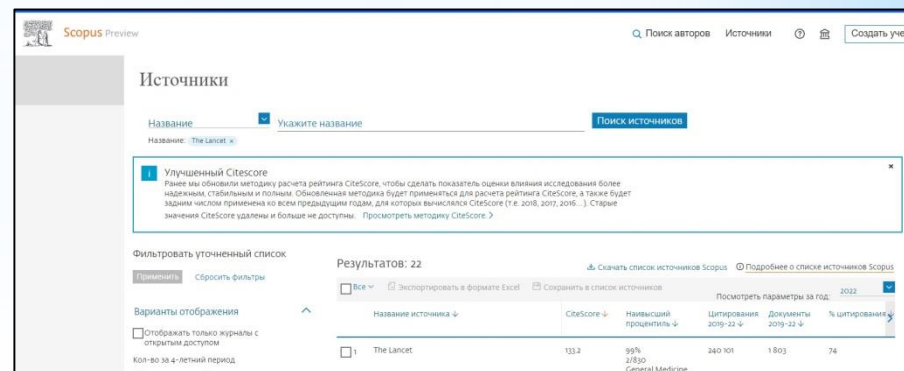 Scopus Preview
Поиск авторов Источники Создать уче
Источники
Название Укажите название Поиск источников
Название: The Lancet ×
Улучшенный Citescore ×
Ранее мы обновили методику расчета рейтинга CiteScore, чтобы сделать показатель оценки влияния исследования более
надежным, стабильным и полным. Обновленная методика будет применяться для расчета рейтинга CiteScore, а также будет
задним числом применена ко всем предыдущим годам, для которых вычислялся CiteScore (т.е. 2018, 2017, 2016...). Старые
значения CiteScore удалены и больше не доступны. Просмотреть методику CiteScore >
Фильтровать уточненный список
Применить Сбросить фильтры
Результатов: 22 Скачать список источников Scopus Подробнее о списке источников Scopus
Все Экспортировать в формате Excel Сохранить в список источников
Посмотреть параметры за год: 2022
Варианты отображения
Отображать только журналы с
открытым доступом
Кол-во за 4-летний период
Название источника ↓ CiteScore ↓ Наивысший Цитирования Документы % цитирования ↓
процентиль ↓ 2019-22 ↓ 2019-22 ↓
1 The Lancet 133.2 99% 240 101 1 803 74
2/830
General Medicine